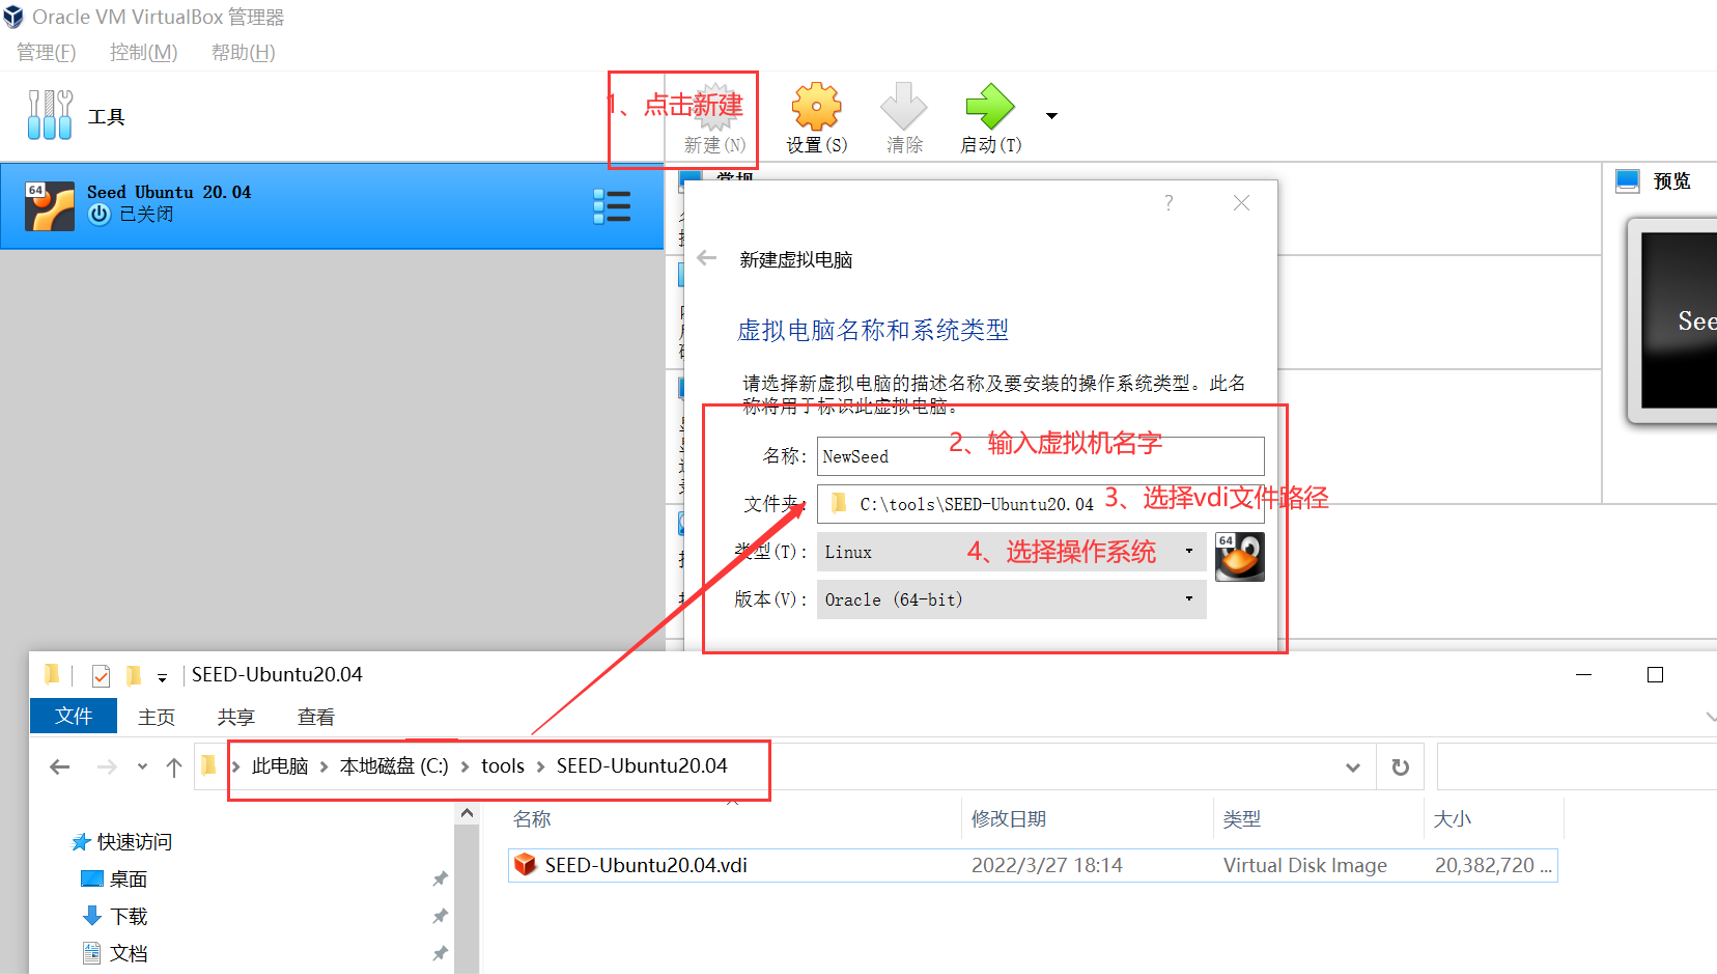 Oracle VM VirtualBox 管理器
管理(F) 控制(M) 帮助(H)
工具
1、点击新建
新建(N) 设置(S) 清除 启动(T)
64
Seed Ubuntu 20.04
已关闭
常规
预览
See
?
新建虚拟电脑
虚拟电脑名称和系统类型
请选择新虚拟电脑的描述名称及要安装的操作系统类型。此名
称将用于标识此虚拟电脑。
2、输入虚拟机名字
名称: NewSeed
文件夹: C:\tools\SEED-Ubuntu20.04 3、选择vdi文件路径
类型(T): Linux 4、选择操作系统
64
版本(V): Oracle (64-bit)
SEED-Ubuntu20.04
文件 主页 共享 查看
此电脑 本地磁盘 (C:) tools SEED-Ubuntu20.04
名称 修改日期 类型 大小
SEED-Ubuntu20.04.vdi 2022/3/27 18:14 Virtual Disk Image 20,382,720 ...
快速访问
桌面
下载
文档